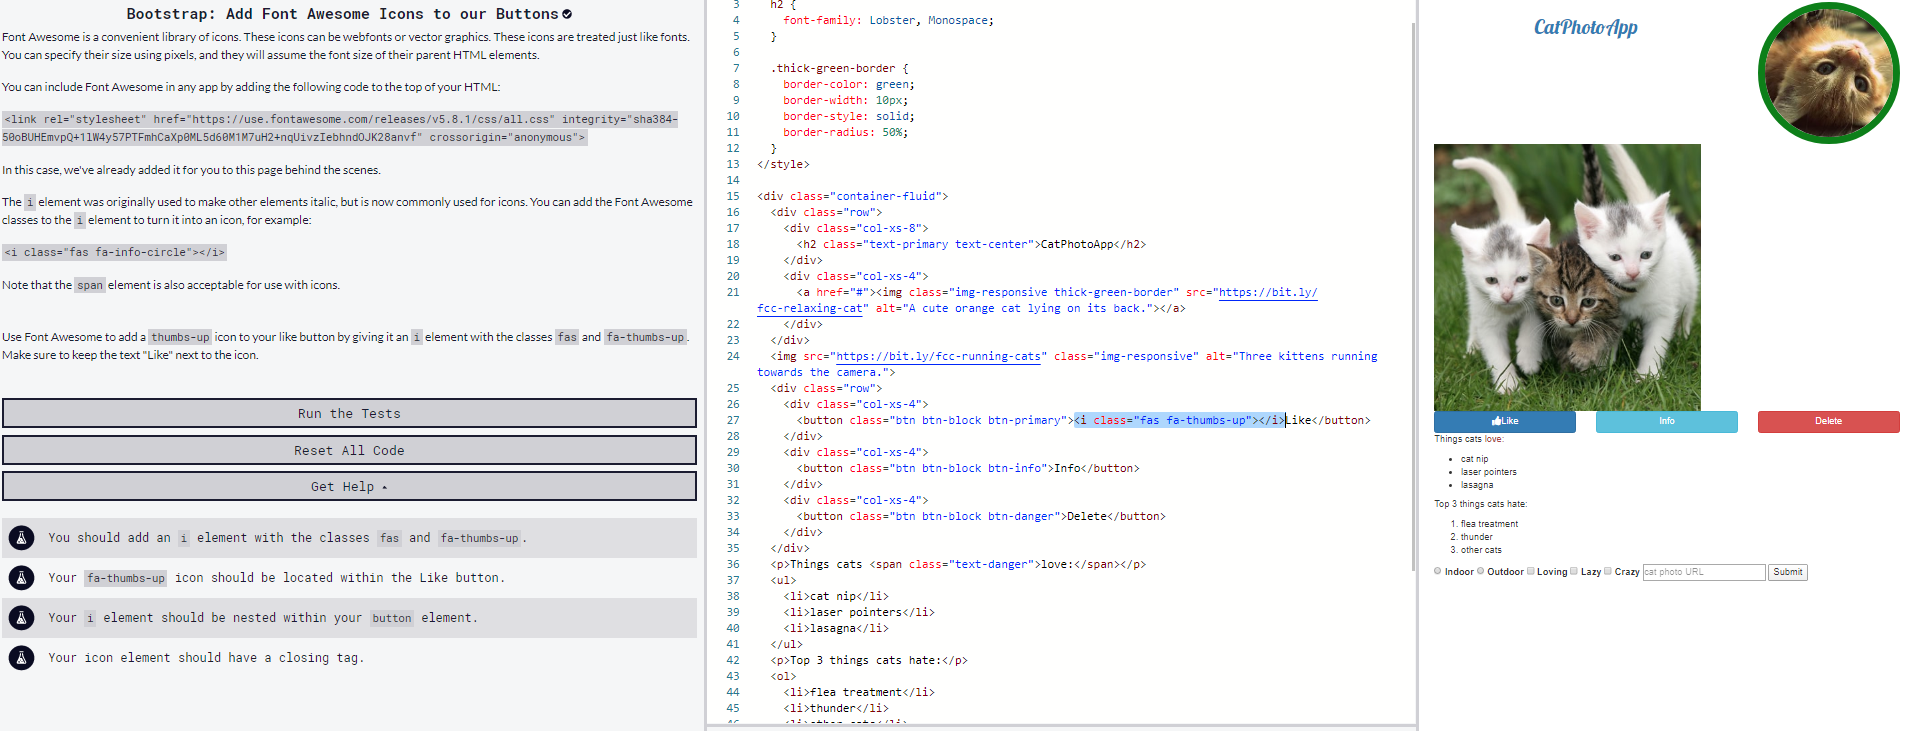 Bootstrap: Add Font Awesome Icons to our Buttons
Font Awesome is a convenient library of icons. These icons can be webfonts or vector graphics. These icons are treated just like fonts.
You can specify their size using pixels, and they will assume the font size of their parent HTML elements.
You can include Font Awesome in any app by adding the following code to the top of your HTML:
<link rel="stylesheet" href="https://use.fontawesome.com/releases/v5.8.1/css/all.css" integrity="sha384-
50oBUHEmvpQ+1lW4y57PTFmhCaXp0ML5d60M1M7uH2+nqUivzIebhndOJK28anvf" crossorigin="anonymous">
In this case, we've already added it for you to this page behind the scenes.
The i element was originally used to make other elements italic, but is now commonly used for icons. You can add the Font Awesome
classes to the i element to turn it into an icon, for example:
<i class="fas fa-info-circle"></i>
Note that the span element is also acceptable for use with icons.
Use Font Awesome to add a thumbs-up icon to your like button by giving it an i element with the classes fas and fa-thumbs-up.
Make sure to keep the text "Like" next to the icon.
Run the Tests
Reset All Code
Get Help
You should add an i element with the classes fas and fa-thumbs-up.
Your fa-thumbs-up icon should be located within the Like button.
Your i element should be nested within your button element.
Your icon element should have a closing tag.
3 h2 {
4 font-family: Lobster, Monospace;
5 }
6
7 .thick-green-border {
8 border-color: green;
9 border-width: 10px;
10 border-style: solid;
11 border-radius: 50%;
12 }
13 </style>
14
15 <div class="container-fluid">
16 <div class="row">
17 <div class="col-xs-8">
18 <h2 class="text-primary text-center">CatPhotoApp</h2>
19 </div>
20 <div class="col-xs-4">
21 <a href="#"><img class="img-responsive thick-green-border" src="https://bit.ly/
fcc-relaxing-cat" alt="A cute orange cat lying on its back."></a>
22 </div>
23 </div>
24 <img src="https://bit.ly/fcc-running-cats" class="img-responsive" alt="Three kittens running
towards the camera.">
25 <div class="row">
26 <div class="col-xs-4">
27 <button class="btn btn-block btn-primary"><i class="fas fa-thumbs-up"></i>Like</button>
28 </div>
29 <div class="col-xs-4">
30 <button class="btn btn-block btn-info">Info</button>
31 </div>
32 <div class="col-xs-4">
33 <button class="btn btn-block btn-danger">Delete</button>
34 </div>
35 </div>
36 <p>Things cats <span class="text-danger">love:</span></p>
37 <ul>
38 <li>cat nip</li>
39 <li>laser pointers</li>
40 <li>lasagna</li>
41 </ul>
42 <p>Top 3 things cats hate:</p>
43 <ol>
44 <li>flea treatment</li>
45 <li>thunder</li>
46 <li>other cats</li>
CatPhotoApp
Like Info Delete
Things cats love:
cat nip
laser pointers
lasagna
Top 3 things cats hate:
1. flea treatment
2. thunder
3. other cats
Indoor Outdoor Loving Lazy Crazy cat photo URL Submit